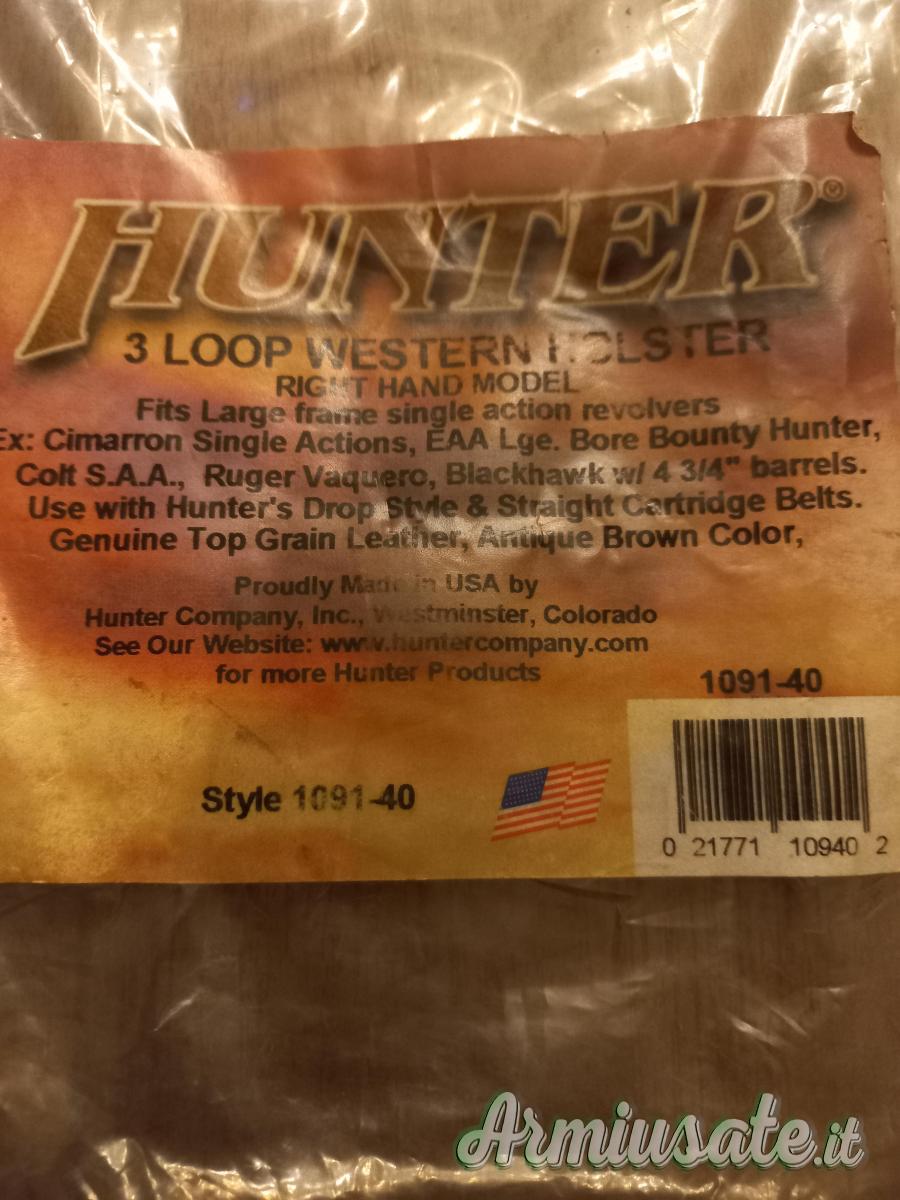 HUNTER®
3 LOOP WESTERN HOLSTER
RIGHT HAND MODEL
Fits Large frame single action revolvers
Ex: Cimarron Single Actions, EAA Lge. Bore Bounty Hunter,
Colt S.A.A., Ruger Vaquero, Blackhawk w/ 4 3/4" barrels.
Use with Hunter's Drop Style & Straight Cartridge Belts.
Genuine Top Grain Leather, Antique Brown Color,
Proudly Made in USA by
Hunter Company, Inc., Westminster, Colorado
See Our Website: www.huntercompany.com
for more Hunter Products
1091-40
Style 1091-40
0 21771 10940 2
Armiusate.it